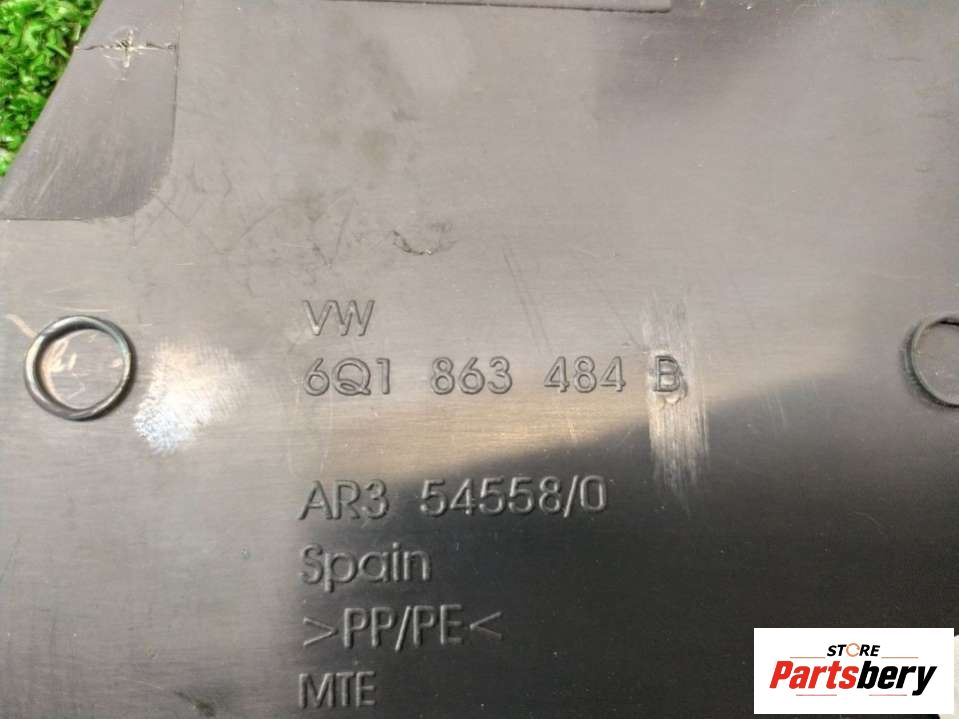 VW
6Q1 863 484 B
AR3 54558/0
Spain
>PP/PE<
MTE
STORE
Partsbery